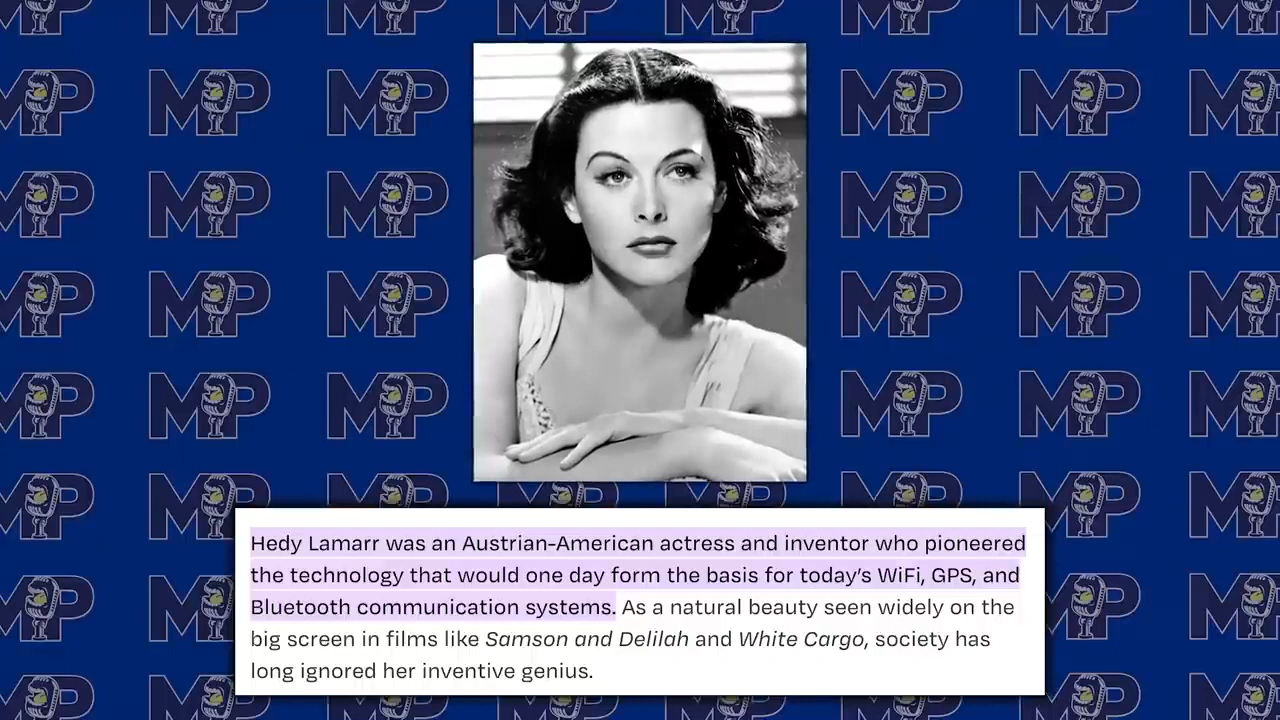 Hedy Lamarr was an Austrian-American actress and inventor who pioneered
the technology that would one day form the basis for today’s WiFi, GPS, and
Bluetooth communication systems. As a natural beauty seen widely on the
big screen in films like Samson and Delilah and White Cargo, society has
long ignored her inventive genius.
MP